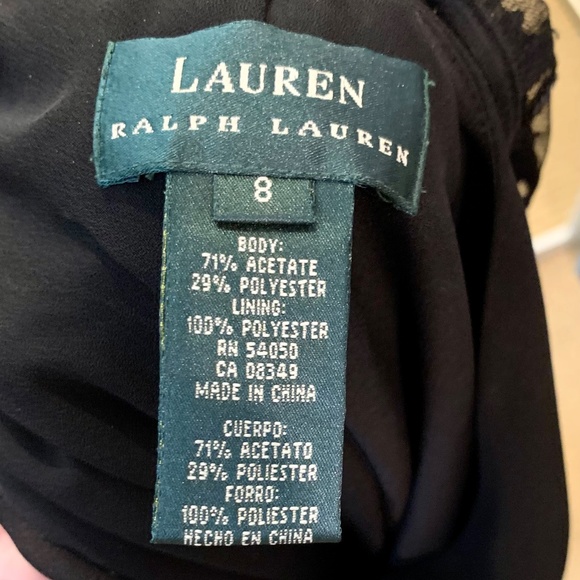 LAUREN
RALPH LAUREN
8
BODY:
71% ACETATE
29% POLYESTER
LINING:
100% POLYESTER
RN 54050
CA 08349
MADE IN CHINA
CUERPO:
71% ACETATO
29% POLIESTER
FORRO:
100% POLIESTER
HECHO EN CHINA